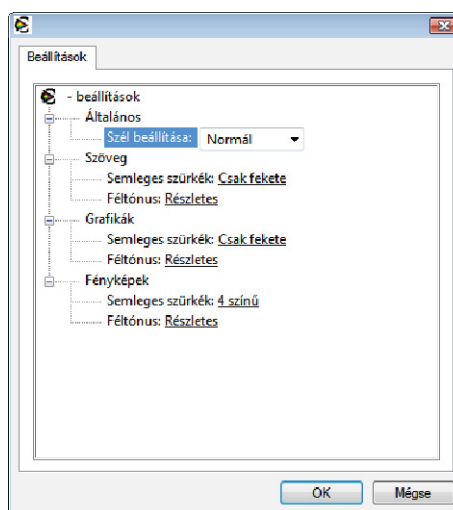 Beállítások
- beállítások
Általános
Szél beállítása: Normál
Szöveg
Semleges szürkék: Csak fekete
Féltónus: Részletes
Grafikák
Semleges szürkék: Csak fekete
Féltónus: Részletes
Fényképek
Semleges szürkék: 4 színű
Féltónus: Részletes
OK Mégse